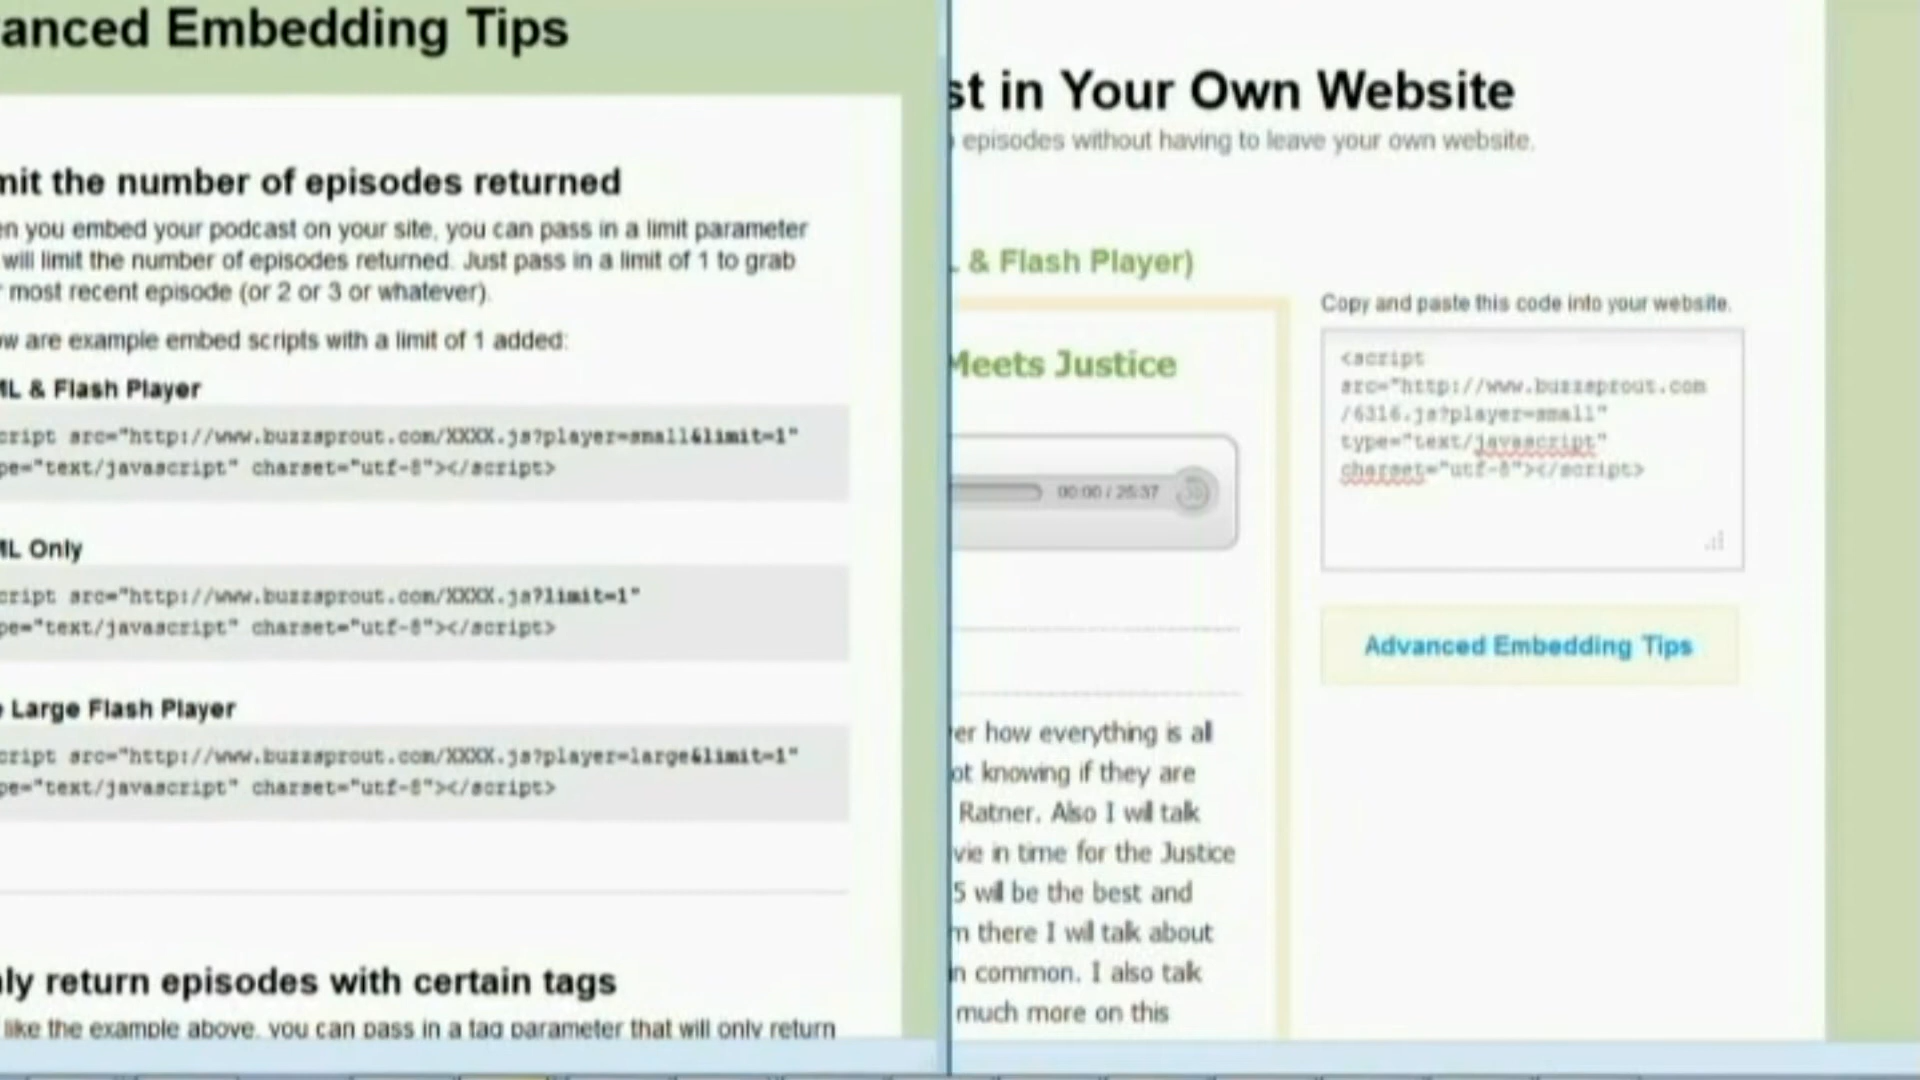 anced Embedding Tips
mit the number of episodes returned
en you embed your podcast on your site, you can pass in a limit parameter
will limit the number of episodes returned. Just pass in a limit of 1 to grab
r most recent episode (or 2 or 3 or whatever).
ow are example embed scripts with a limit of 1 added:
ML & Flash Player
cript src="http://www.buzzsprout.com/XXXX.js?player=small&limit=1"
pe="text/javascript" charset="utf-8"></script>
ML Only
cript src="http://www.buzzsprout.com/XXXX.js?limit=1"
pe="text/javascript" charset="utf-8"></script>
e Large Flash Player
cript src="http://www.buzzsprout.com/XXXX.js?player=large&limit=1"
pe="text/javascript" charset="utf-8"></script>
nly return episodes with certain tags
like the example above, you can pass in a tag parameter that will only return
st in Your Own Website
episodes without having to leave your own website.
L & Flash Player)
Meets Justice
00:00 / 25:37
er how everything is all
ot knowing if they are
Ratner. Also I will talk
vie in time for the Justice
5 will be the best and
m there I will talk about
in common. I also talk
much more on this
Copy and paste this code into your website.
<script
src="http://www.buzzsprout.com
/6316.js?player=small"
type="text/javascript"
charset="utf-8"></script>
Advanced Embedding Tips